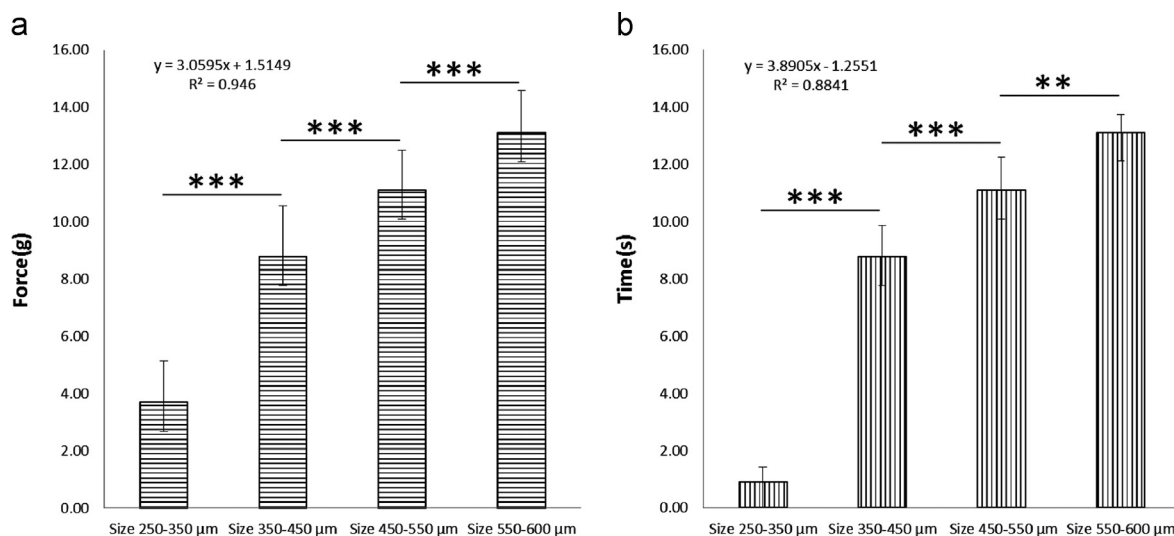 a
16.00
14.00
12.00
10.00
8.00
6.00
4.00
2.00
0.00
Force(g)
y = 3.0595x + 1.5149
R² = 0.946
***
***
***
Size 250-350 µm Size 350-450 µm Size 450-550 µm Size 550-600 µm
b
16.00
14.00
12.00
10.00
8.00
6.00
4.00
2.00
0.00
Time(s)
y = 3.8905x - 1.2551
R² = 0.8841
***
***
**
Size 250-350 µm Size 350-450 µm Size 450-550 µm Size 550-600 µm